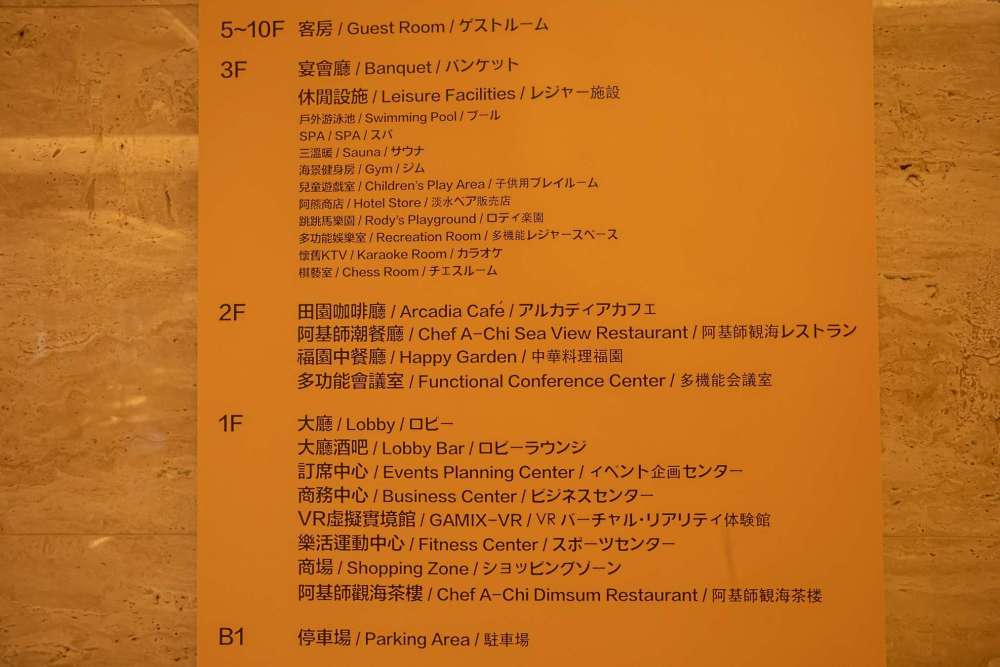 5~10F 客房 / Guest Room / ゲストルーム
3F 宴會廳 / Banquet / バンケット
休閒設施 / Leisure Facilities / レジャー施設
戶外游泳池 / Swimming Pool / プール
SPA / SPA / スパ
三溫暖 / Sauna / サウナ
海景健身房 / Gym / ジム
兒童遊戲室 / Children's Play Area / 子供用プレイルーム
阿熊商店 / Hotel Store / 淡水ベア販売店
跳跳馬樂園 / Rody's Playground / ロディ楽園
多功能娛樂室 / Recreation Room / 多機能レジャースペース
懷舊KTV / Karaoke Room / カラオケ
棋藝室 / Chess Room / チエスルーム
2F 田園咖啡廳 / Arcadia Café / アルカディアカフェ
阿基師潮餐廳 / Chef A-Chi Sea View Restaurant / 阿基師観海レストラン
福園中餐廳 / Happy Garden / 中華料理福園
多功能會議室 / Functional Conference Center / 多機能会議室
1F 大廳 / Lobby / ロビー
大廳酒吧 / Lobby Bar / ロビーラウンジ
訂席中心 / Events Planning Center / イベント企画センター
商務中心 / Business Center / ビジネスセンター
VR虛擬實境館 / GAMIX-VR / VR バーチャル・リアリティ体験館
樂活運動中心 / Fitness Center / スポーツセンター
商場 / Shopping Zone / ショッピングゾーン
阿基師觀海茶樓 / Chef A-Chi Dimsum Restaurant / 阿基師観海茶楼
B1 停車場 / Parking Area / 駐車場